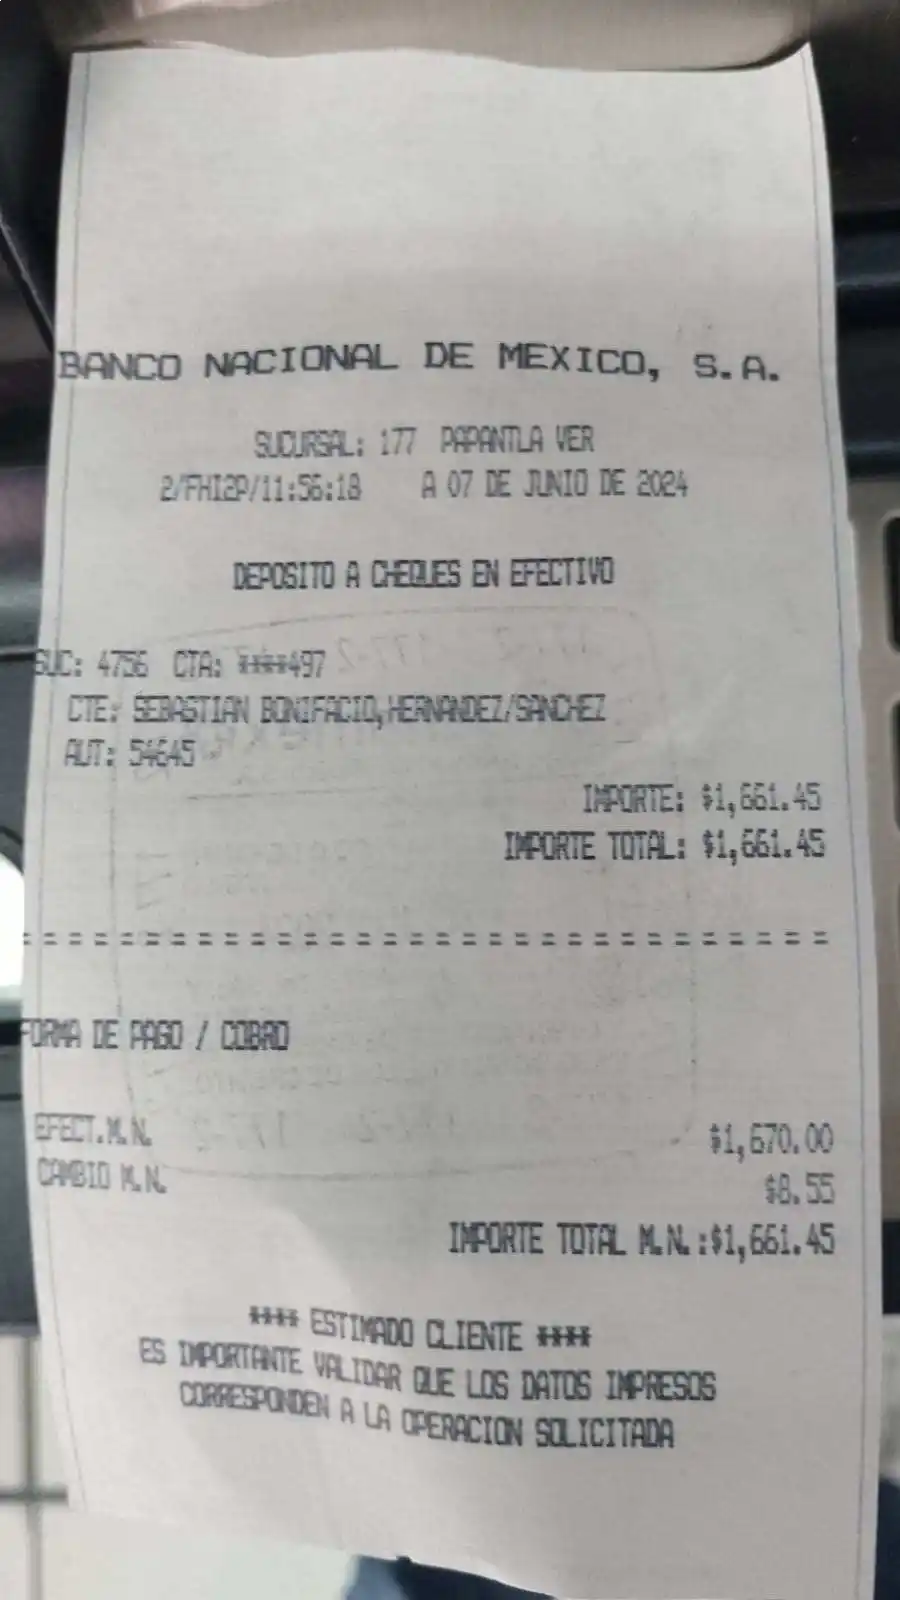 BANCO NACIONAL DE MEXICO, S.A.
SUCURSAL: 177 PAPANTLA VER
2/FHI2P/11:56:18 A 07 DE JUNIO DE 2024
DEPOSITO A CHEQUES EN EFECTIVO
SUC: 4756 CTA: ****497
CTE: SEBASTIAN BONIFACIO,HERNANDEZ/SANCHEZ
AUT: 54645
IMPORTE: $1,661.45
IMPORTE TOTAL: $1,661.45
===============================
FORMA DE PAGO / COBRO
EFECT.M.N. $1,670.00
CAMBIO M.N. $8.55
IMPORTE TOTAL M.N.:$1,661.45
**** ESTIMADO CLIENTE ****
ES IMPORTANTE VALIDAR QUE LOS DATOS IMPRESOS
CORRESPONDEN A LA OPERACION SOLICITADA